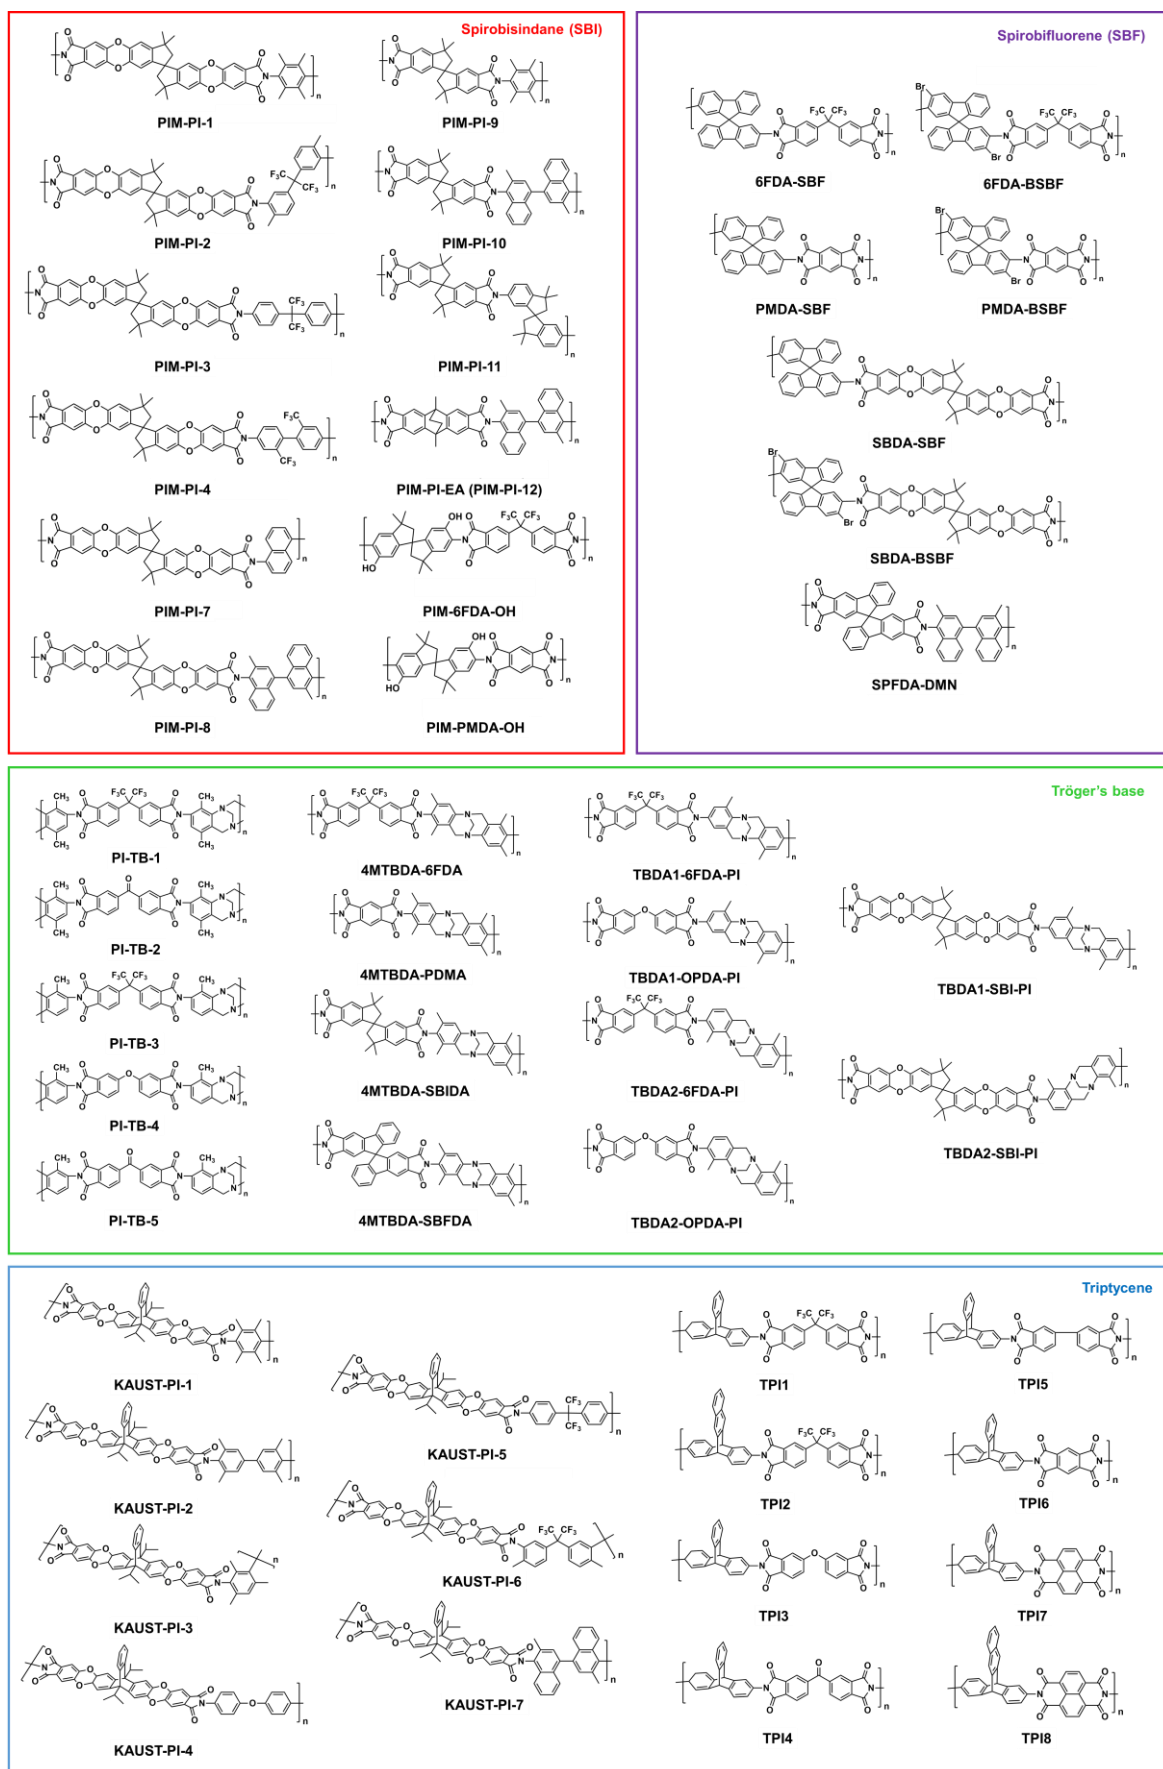 Spirobisindane (SBI)
PIM-PI-1
PIM-PI-9
PIM-PI-2
PIM-PI-10
PIM-PI-3
PIM-PI-11
PIM-PI-4
PIM-PI-EA (PIM-PI-12)
PIM-PI-7
PIM-6FDA-OH
PIM-PI-8
PIM-PMDA-OH
Spirobifluorene (SBF)
6FDA-SBF
6FDA-BSBF
PMDA-SBF
PMDA-BSBF
SBDA-SBF
SBDA-BSBF
SPFDA-DMN
Tröger's base
PI-TB-1
4MTBDA-6FDA
TBDA1-6FDA-PI
PI-TB-2
4MTBDA-PDMA
TBDA1-OPDA-PI
TBDA1-SBI-PI
PI-TB-3
4MTBDA-SBIDA
TBDA2-6FDA-PI
PI-TB-4
TBDA2-SBI-PI
PI-TB-5
4MTBDA-SBFDA
TBDA2-OPDA-PI
Triptycene
KAUST-PI-1
TPI1
TPI5
KAUST-PI-2
KAUST-PI-5
TPI2
TPI6
KAUST-PI-3
KAUST-PI-6
TPI3
TPI7
KAUST-PI-4
KAUST-PI-7
TPI4
TPI8